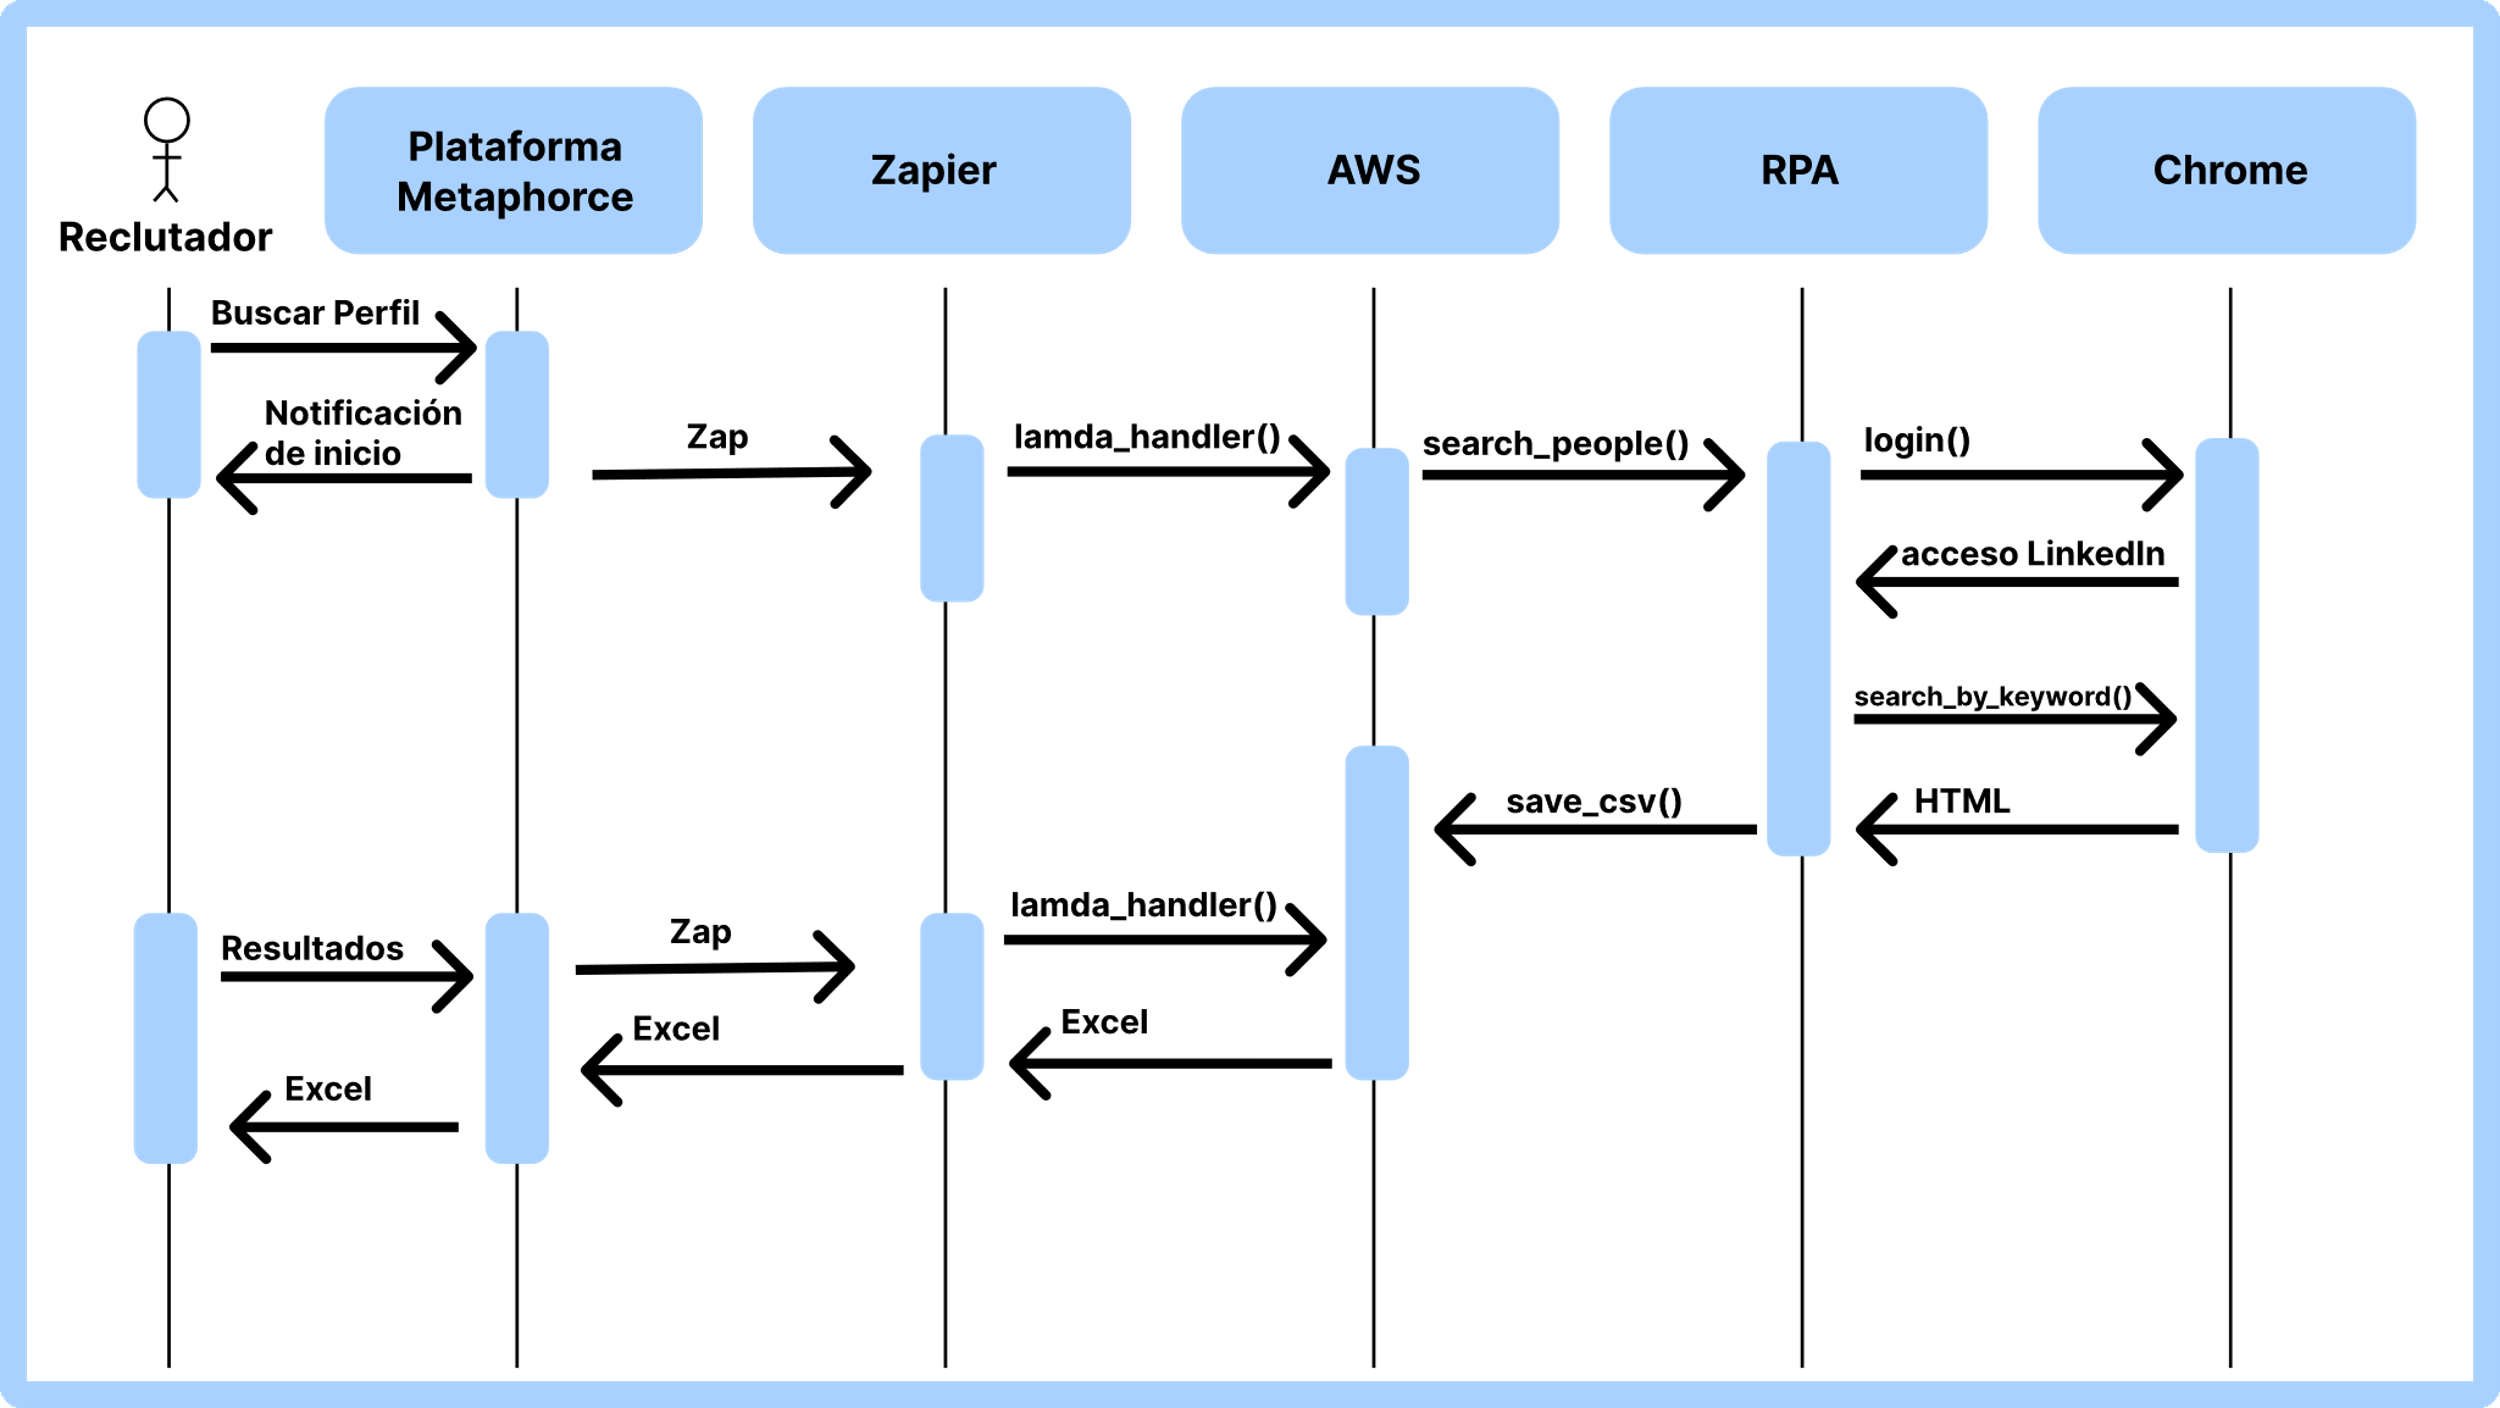 Reclutador
Plataforma
Metaphorce
Zapier
AWS
RPA
Chrome
Buscar Perfil
Notificación
de inicio
Zap
lamda_handler()
search_people()
login()
acceso LinkedIn
search_by_keyword()
HTML
save_csv()
lamda_handler()
Zap
Resultados
Excel
Excel
Excel